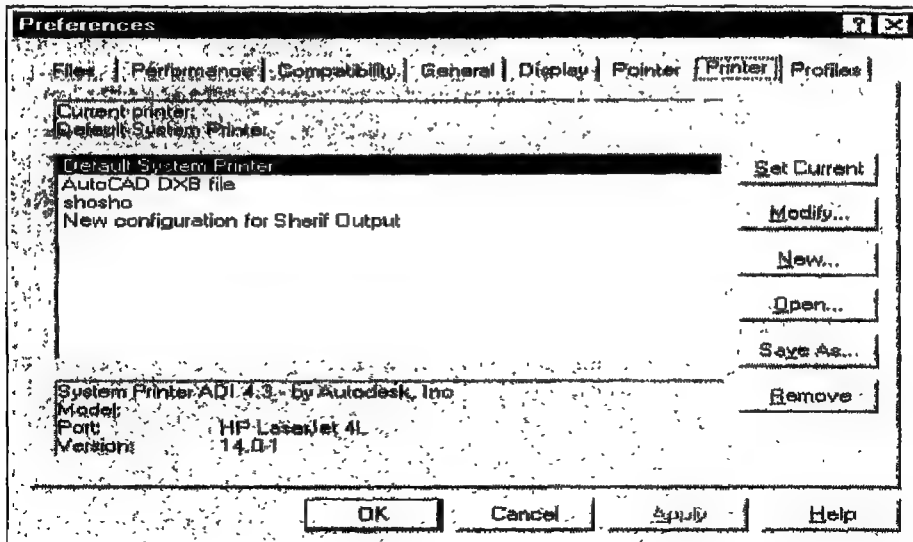 Preferences
Files Performance Compatibility General Display Pointer Printer Profiles
Current printer:
Default System Printer
Default System Printer
AutoCAD DXB file
shosho
New configuration for Sherif Output
Set Current
Modify...
New...
Open...
Save As...
Remove
System Printer ADI 4.3 - by Autodesk, Inc
Model:
Port: HP LaserJet 4L
Version: 14.0-1
OK Cancel Apply Help